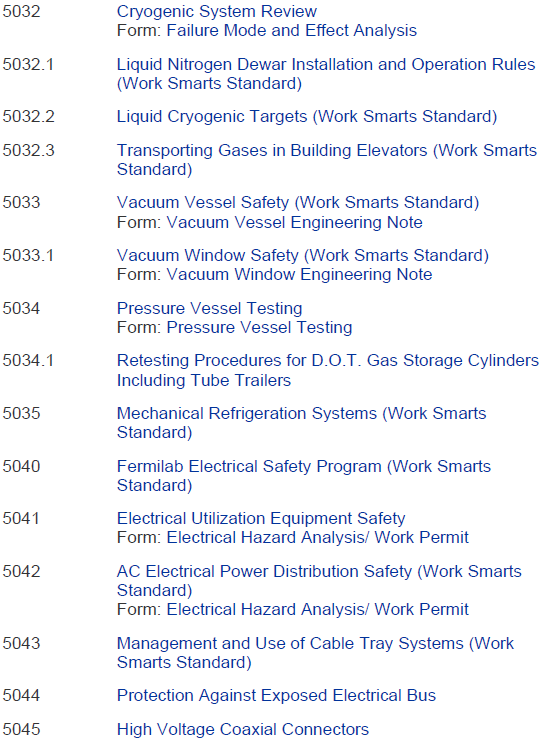 5032 Cryogenic System Review
Form: Failure Mode and Effect Analysis
5032.1 Liquid Nitrogen Dewar Installation and Operation Rules
(Work Smarts Standard)
5032.2 Liquid Cryogenic Targets (Work Smarts Standard)
5032.3 Transporting Gases in Building Elevators (Work Smarts
Standard)
5033 Vacuum Vessel Safety (Work Smarts Standard)
Form: Vacuum Vessel Engineering Note
5033.1 Vacuum Window Safety (Work Smarts Standard)
Form: Vacuum Window Engineering Note
5034 Pressure Vessel Testing
Form: Pressure Vessel Testing
5034.1 Retesting Procedures for D.O.T. Gas Storage Cylinders
Including Tube Trailers
5035 Mechanical Refrigeration Systems (Work Smarts
Standard)
5040 Fermilab Electrical Safety Program (Work Smarts
Standard)
5041 Electrical Utilization Equipment Safety
Form: Electrical Hazard Analysis/ Work Permit
5042 AC Electrical Power Distribution Safety (Work Smarts
Standard)
Form: Electrical Hazard Analysis/ Work Permit
5043 Management and Use of Cable Tray Systems (Work
Smarts Standard)
5044 Protection Against Exposed Electrical Bus
5045 High Voltage Coaxial Connectors